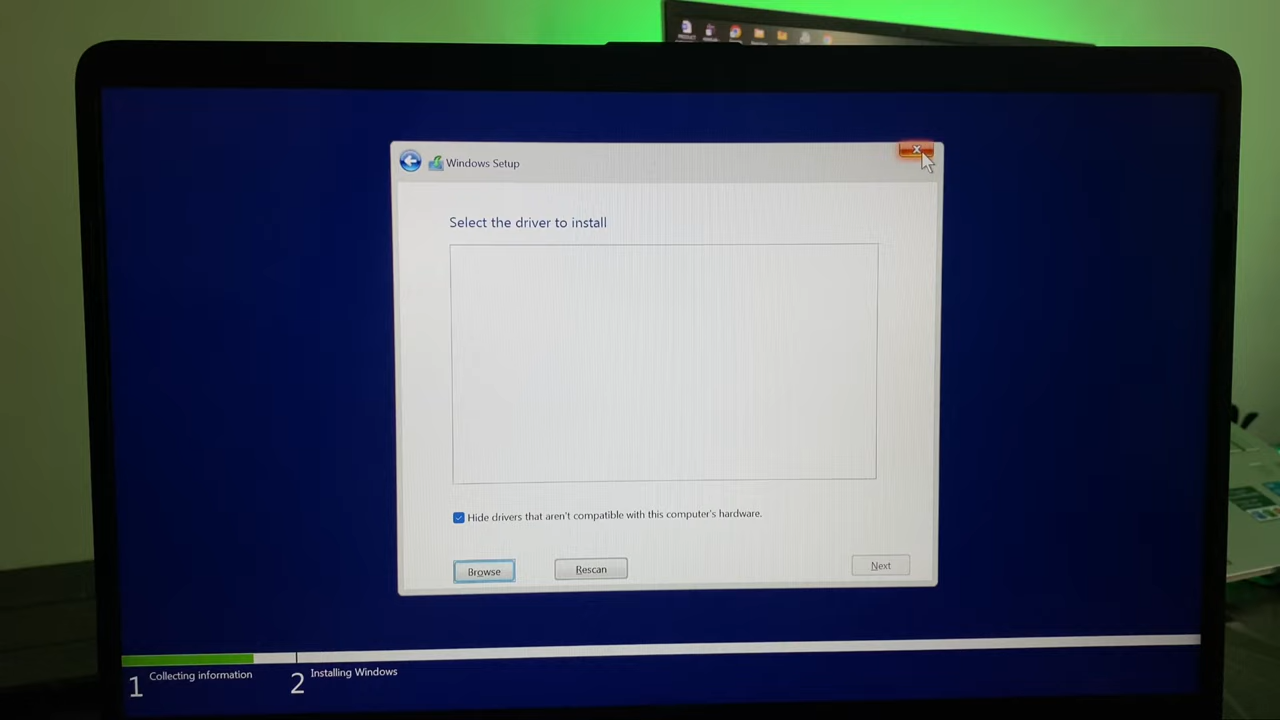 Windows Setup
Select the driver to install
Hide drivers that aren't compatible with this computer's hardware.
Browse
Rescan
Next
1 Collecting information
2 Installing Windows